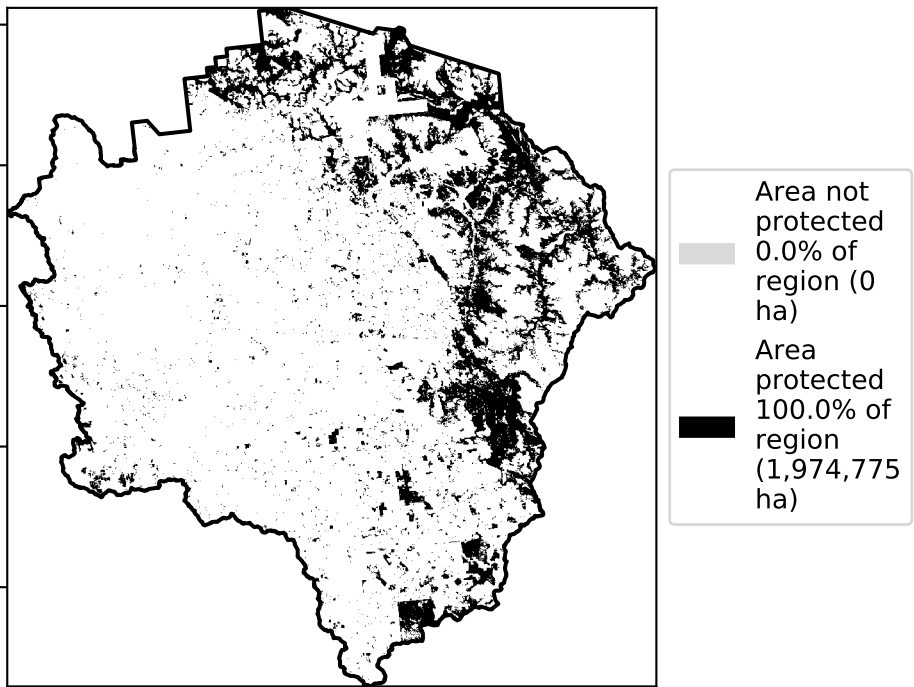 Area not
protected
0.0% of
region (0
ha)
Area
protected
100.0% of
region
(1,974,775
ha)